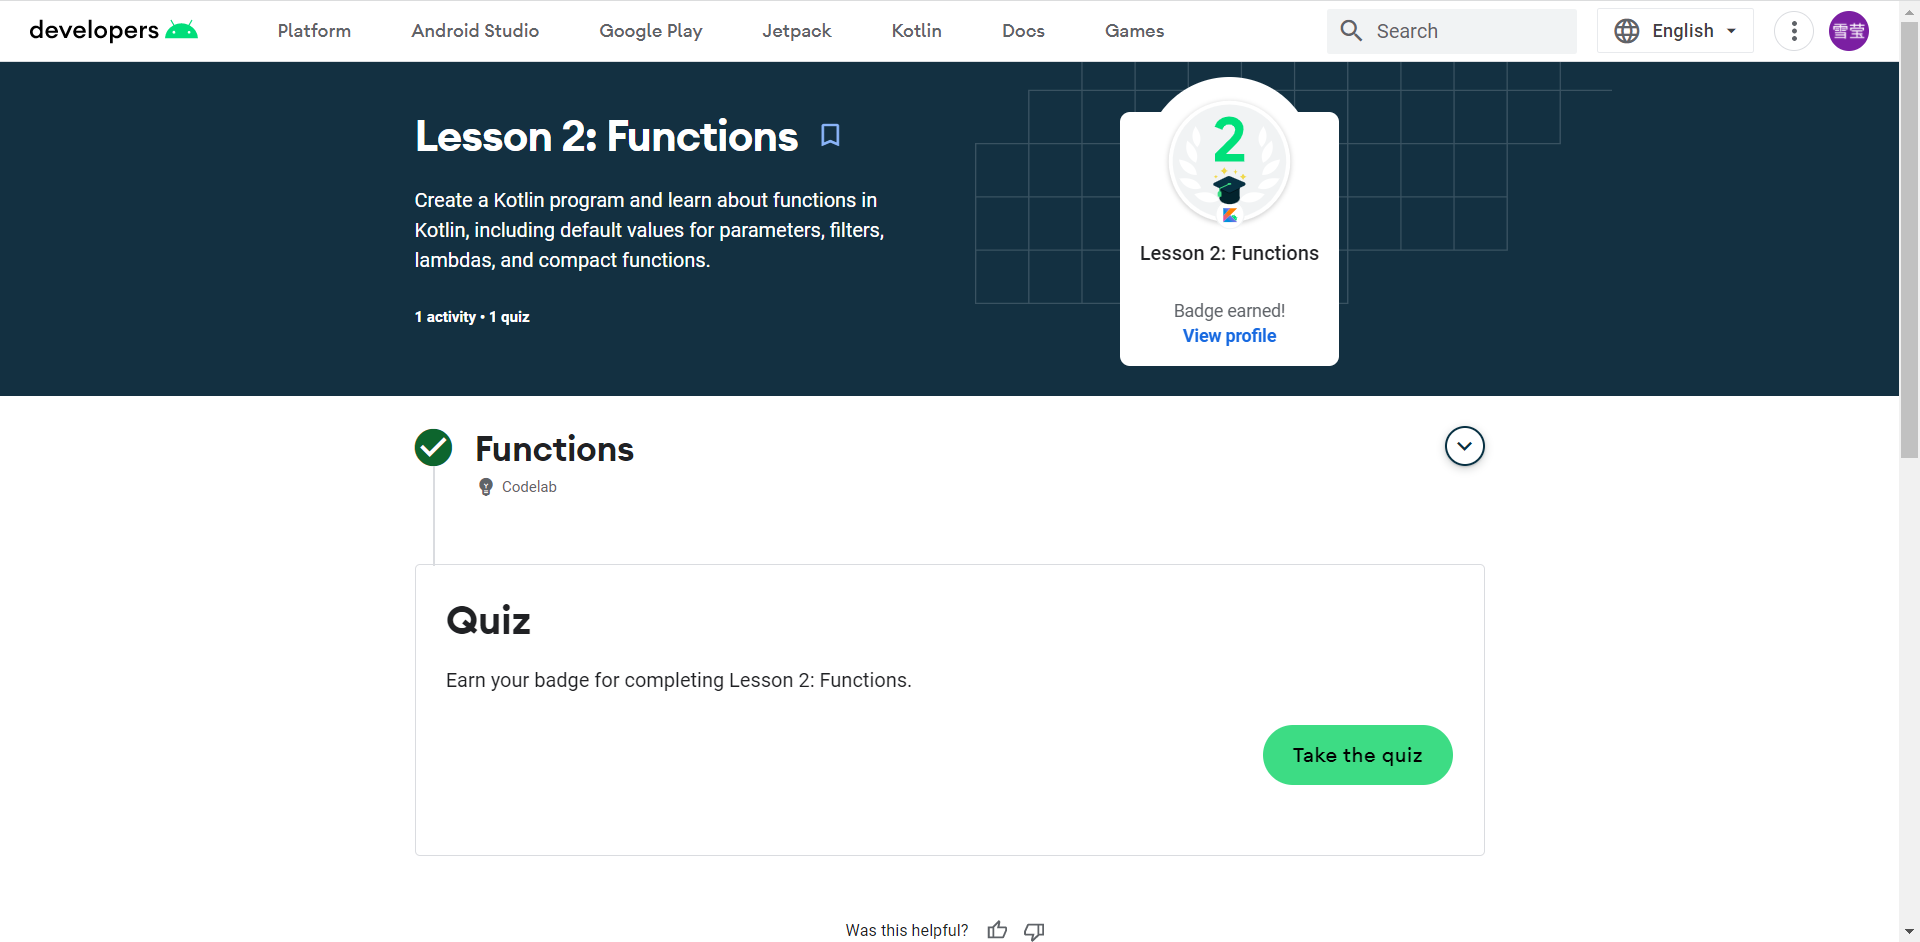 developers
Platform
Android Studio
Google Play
Jetpack
Kotlin
Docs
Games
Search
English
雪莹
Lesson 2: Functions
Create a Kotlin program and learn about functions in
Kotlin, including default values for parameters, filters,
lambdas, and compact functions.
1 activity • 1 quiz
2
Lesson 2: Functions
Badge earned!
View profile
Functions
Codelab
Quiz
Earn your badge for completing Lesson 2: Functions.
Take the quiz
Was this helpful?